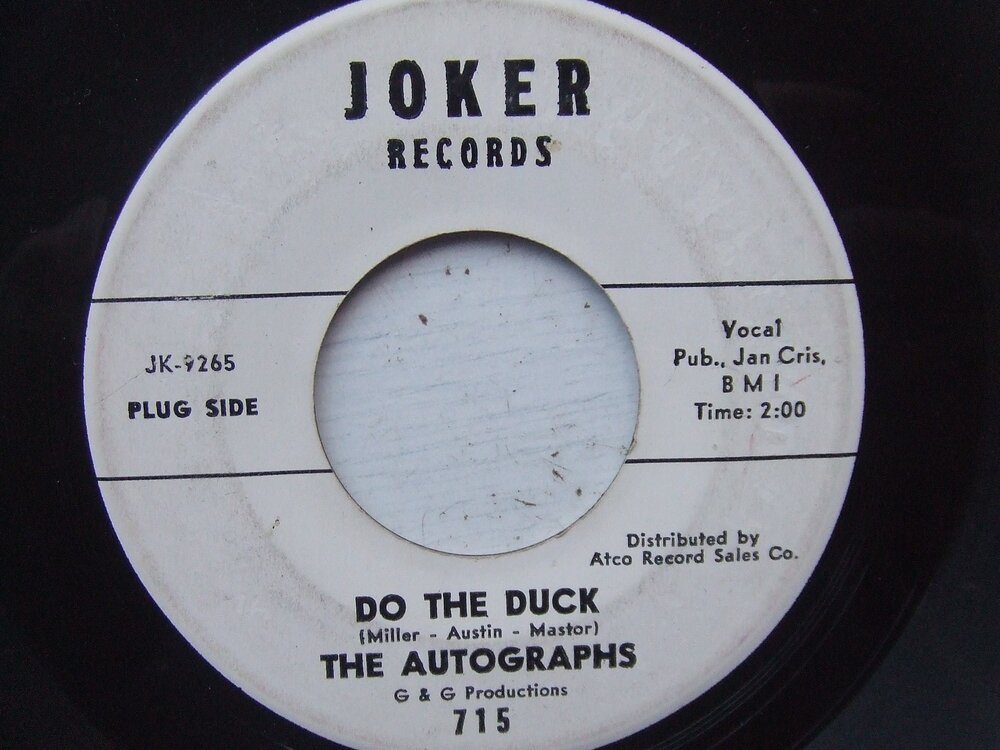 JOKER
RECORDS
JK-9265
PLUG SIDE
Vocal
Pub., Jan Cris,
B M I
Time: 2:00
Distributed by
Atco Record Sales Co.
DO THE DUCK
(Miller - Austin - Mastor)
THE AUTOGRAPHS
G & G Productions
715